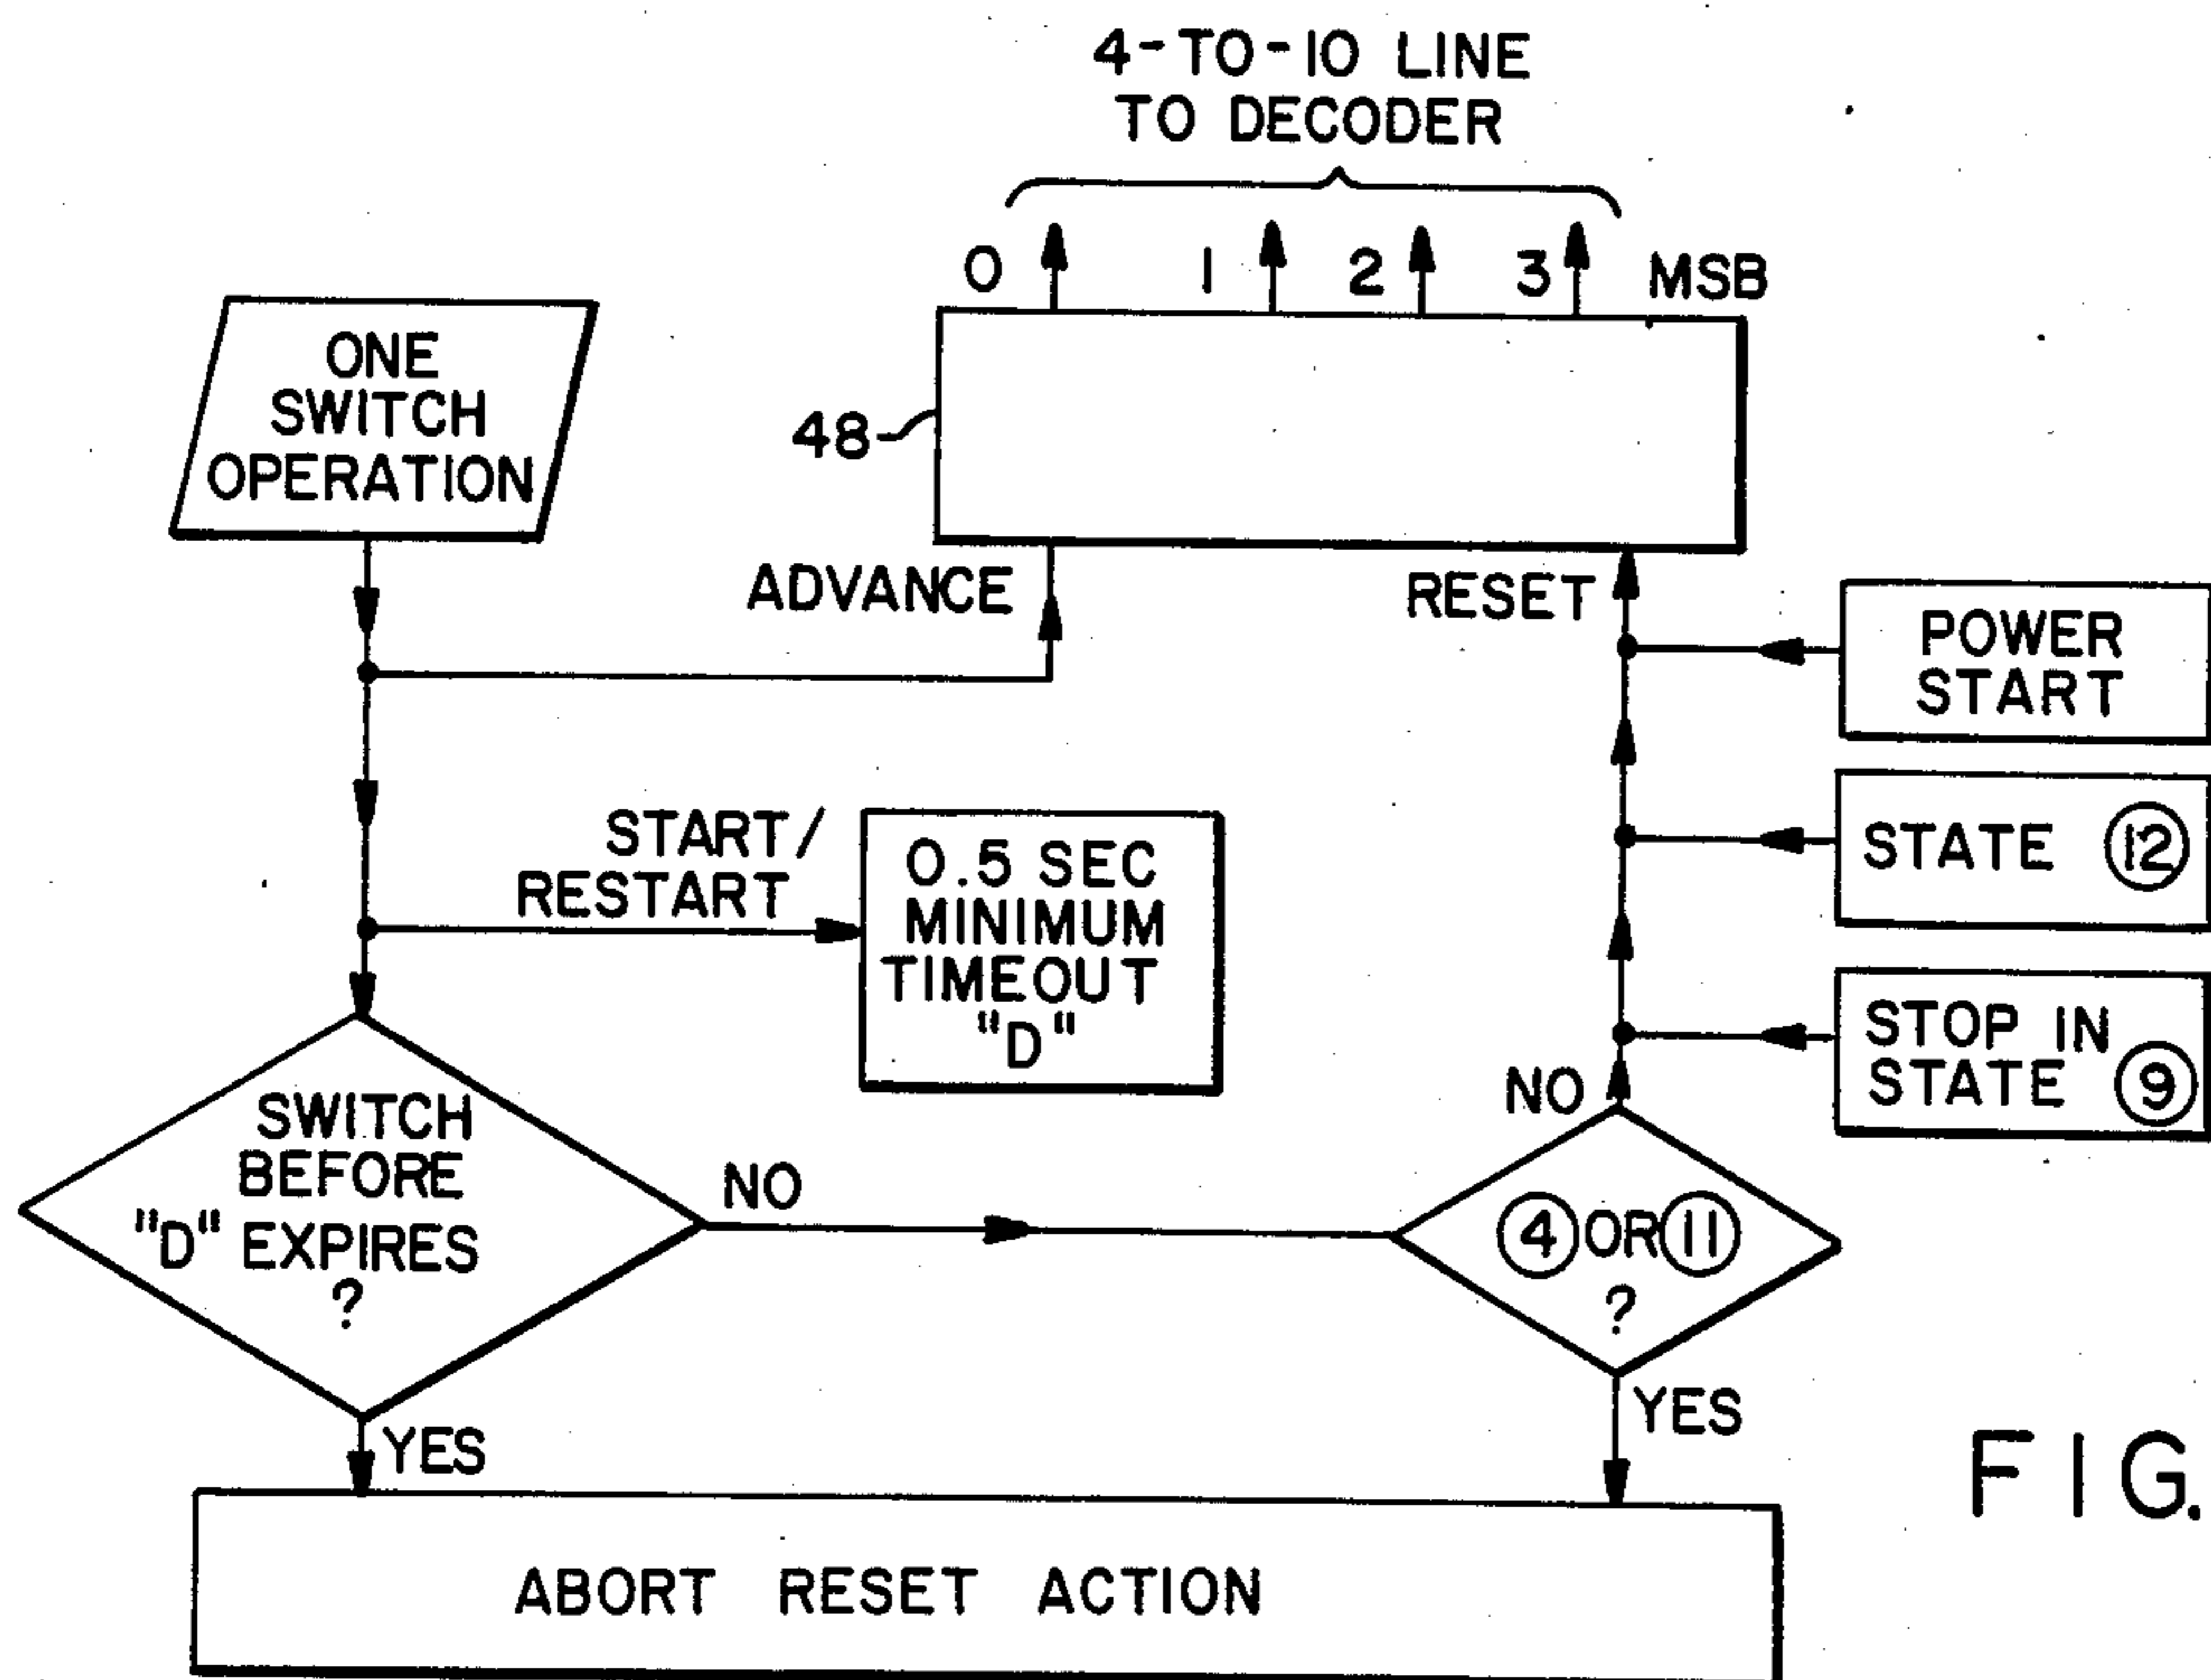 4-TO-10 LINE
TO DECODER
0 1 2 3 MSB
ONE
SWITCH
OPERATION
48
ADVANCE
RESET
POWER
START
START/
RESTART
0.5 SEC
MINIMUM
TIMEOUT
"D"
STATE 12
STOP IN
STATE 9
SWITCH
BEFORE
"D" EXPIRES
?
NO
NO
4 OR 11
?
YES
YES
ABORT RESET ACTION
FIG.